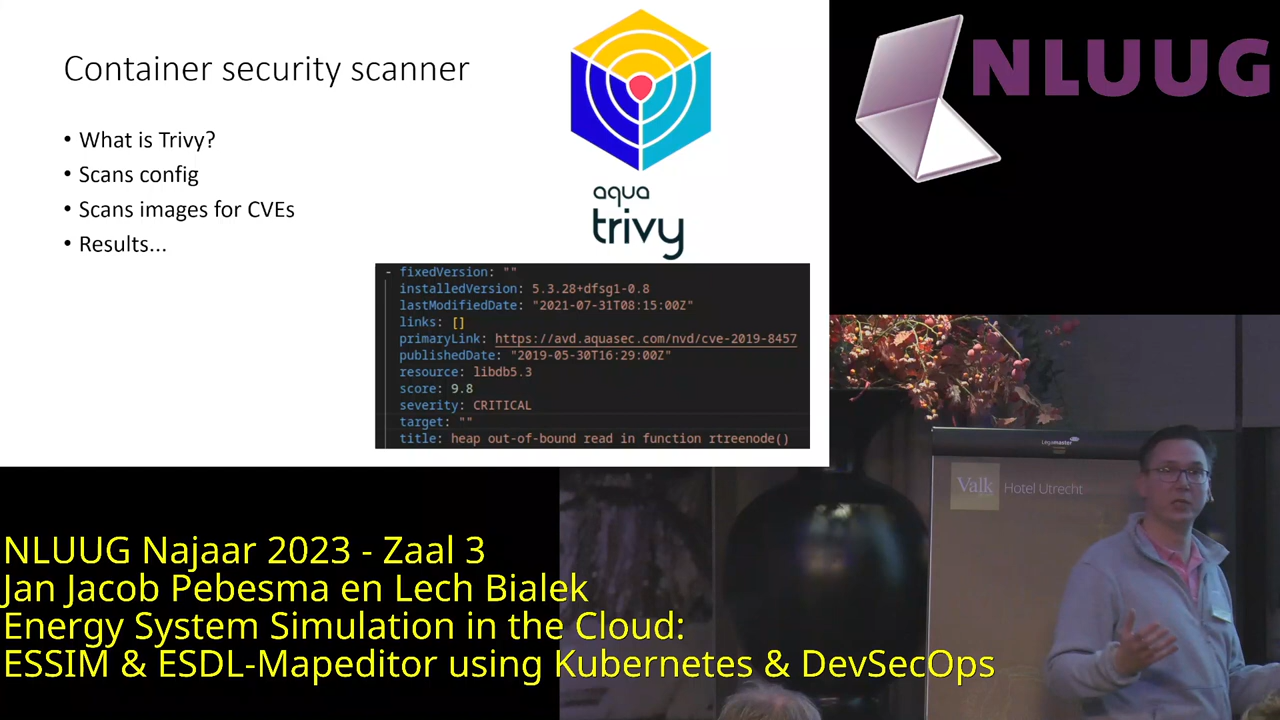 Container security scanner
• What is Trivy?
• Scans config
• Scans images for CVEs
• Results...
aqua
trivy
- fixedVersion: ""
installedVersion: 5.3.28+dfsg1-0.8
lastModifiedDate: "2021-07-31T08:15:00Z"
links: []
primaryLink: https://avd.aquasec.com/nvd/cve-2019-8457
publishedDate: "2019-05-30T16:29:00Z"
resource: libdb5.3
score: 9.8
severity: CRITICAL
target: ""
title: heap out-of-bound read in function rtreenode()
NLUUG
Legamaster
Valk
Hotel Utrecht
NLUUG Najaar 2023 - Zaal 3
Jan Jacob Pebesma en Lech Bialek
Energy System Simulation in the Cloud:
ESSIM & ESDL-Mapeditor using Kubernetes & DevSecOps